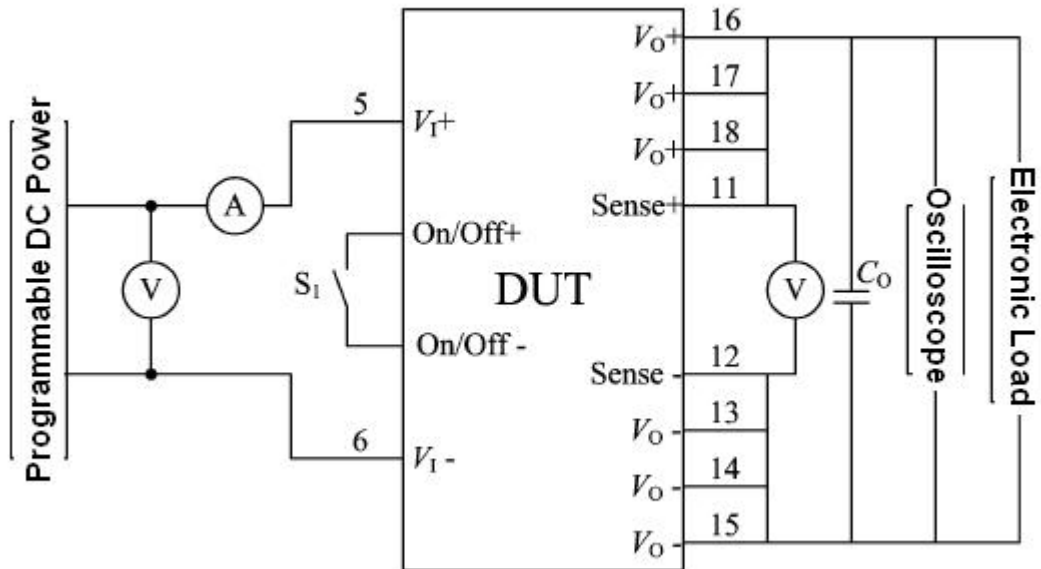 Programmable DC Power
V
A
5
VI+
S1
On/Off+
On/Off -
6
VI -
DUT
VO+
16
VO+
17
VO+
18
Sense+
11
V
Sense -
12
VO -
13
VO -
14
VO -
15
CO
Oscilloscope
Electronic Load